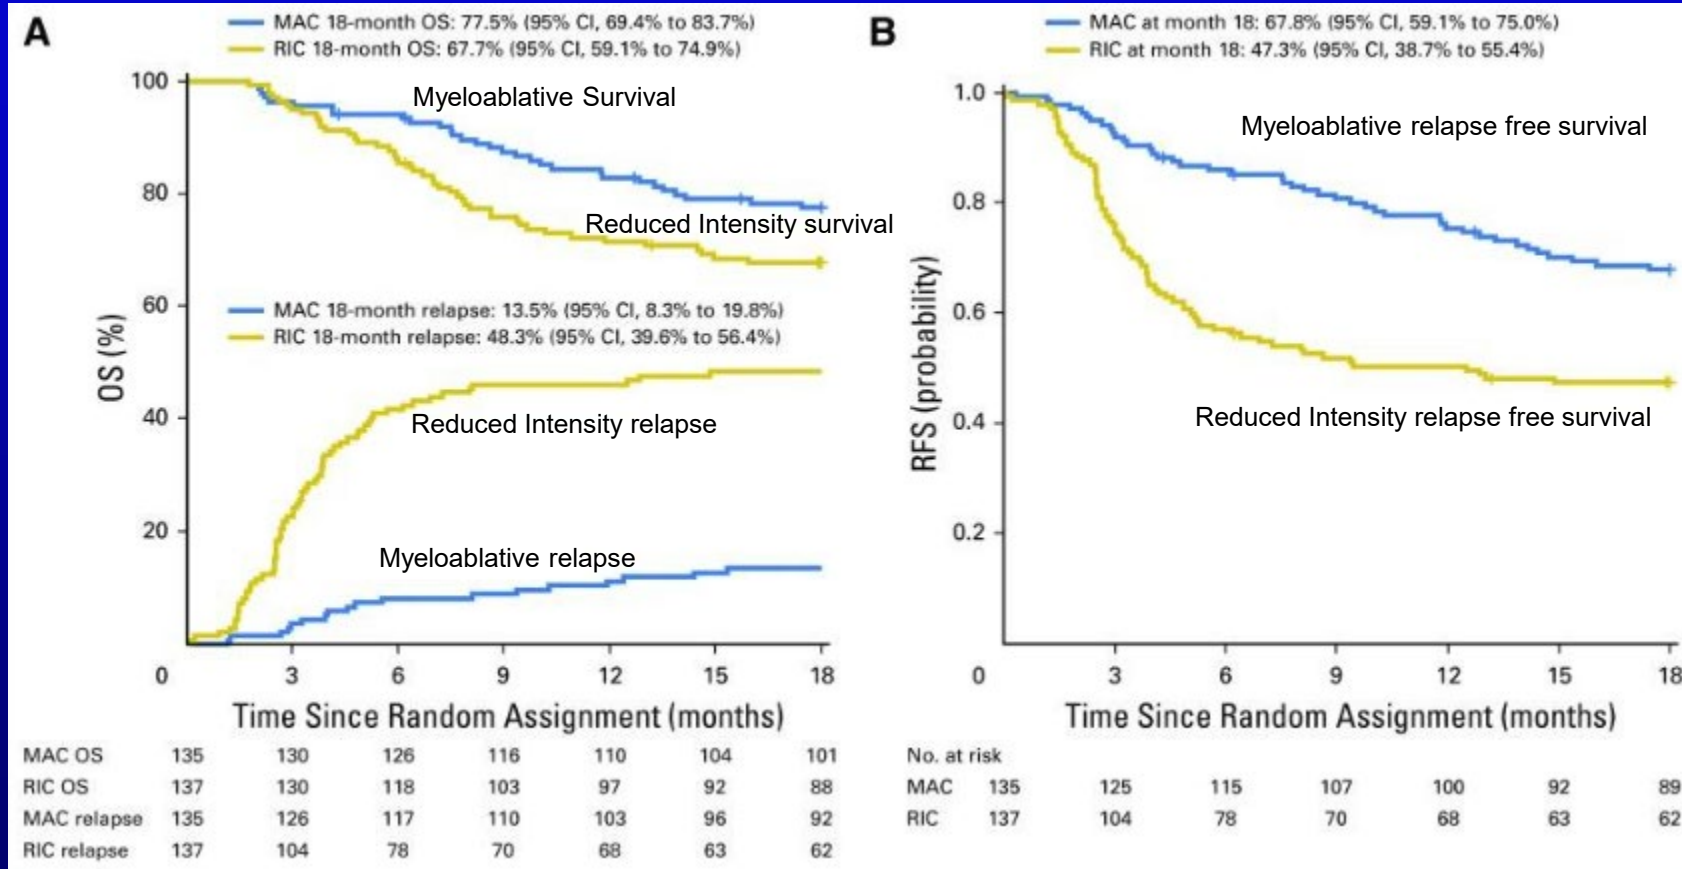 A
MAC 18-month OS: 77.5% (95% CI, 69.4% to 83.7%)
RIC 18-month OS: 67.7% (95% CI, 59.1% to 74.9%)
100
80
60
40
20
OS (%)
Myeloablative Survival
Reduced Intensity survival
MAC 18-month relapse: 13.5% (95% CI, 8.3% to 19.8%)
RIC 18-month relapse: 48.3% (95% CI, 39.6% to 56.4%)
Reduced Intensity relapse
Myeloablative relapse
0 3 6 9 12 15 18
Time Since Random Assignment (months)
MAC OS 135 130 126 116 110 104 101
RIC OS 137 130 118 103 97 92 88
MAC relapse 135 126 117 110 103 96 92
RIC relapse 137 104 78 70 68 63 62
B
MAC at month 18: 67.8% (95% CI, 59.1% to 75.0%)
RIC at month 18: 47.3% (95% CI, 38.7% to 55.4%)
1.0
0.8
0.6
0.4
0.2
RFS (probability)
Myeloablative relapse free survival
Reduced Intensity relapse free survival
0 3 6 9 12 15 18
Time Since Random Assignment (months)
No. at risk
MAC 135 125 115 107 100 92 89
RIC 137 104 78 70 68 63 62